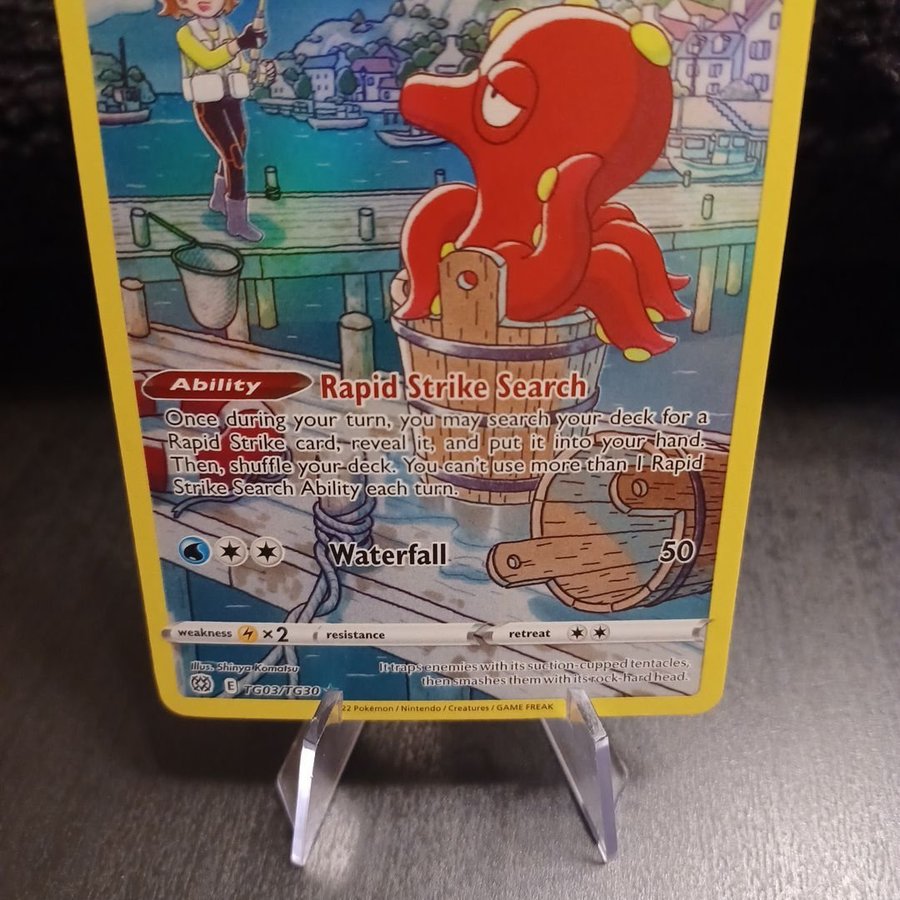 Ability Rapid Strike Search
Once during your turn, you may search your deck for a
Rapid Strike card, reveal it, and put it into your hand.
Then, shuffle your deck. You can't use more than 1 Rapid
Strike Search Ability each turn.
Waterfall 50
weakness ×2 resistance retreat
Illus. Shinya Komatsu
It traps enemies with its suction-cupped tentacles,
then smashes them with its rock-hard head.
E TG03/TG30
22 Pokémon / Nintendo / Creatures / GAME FREAK